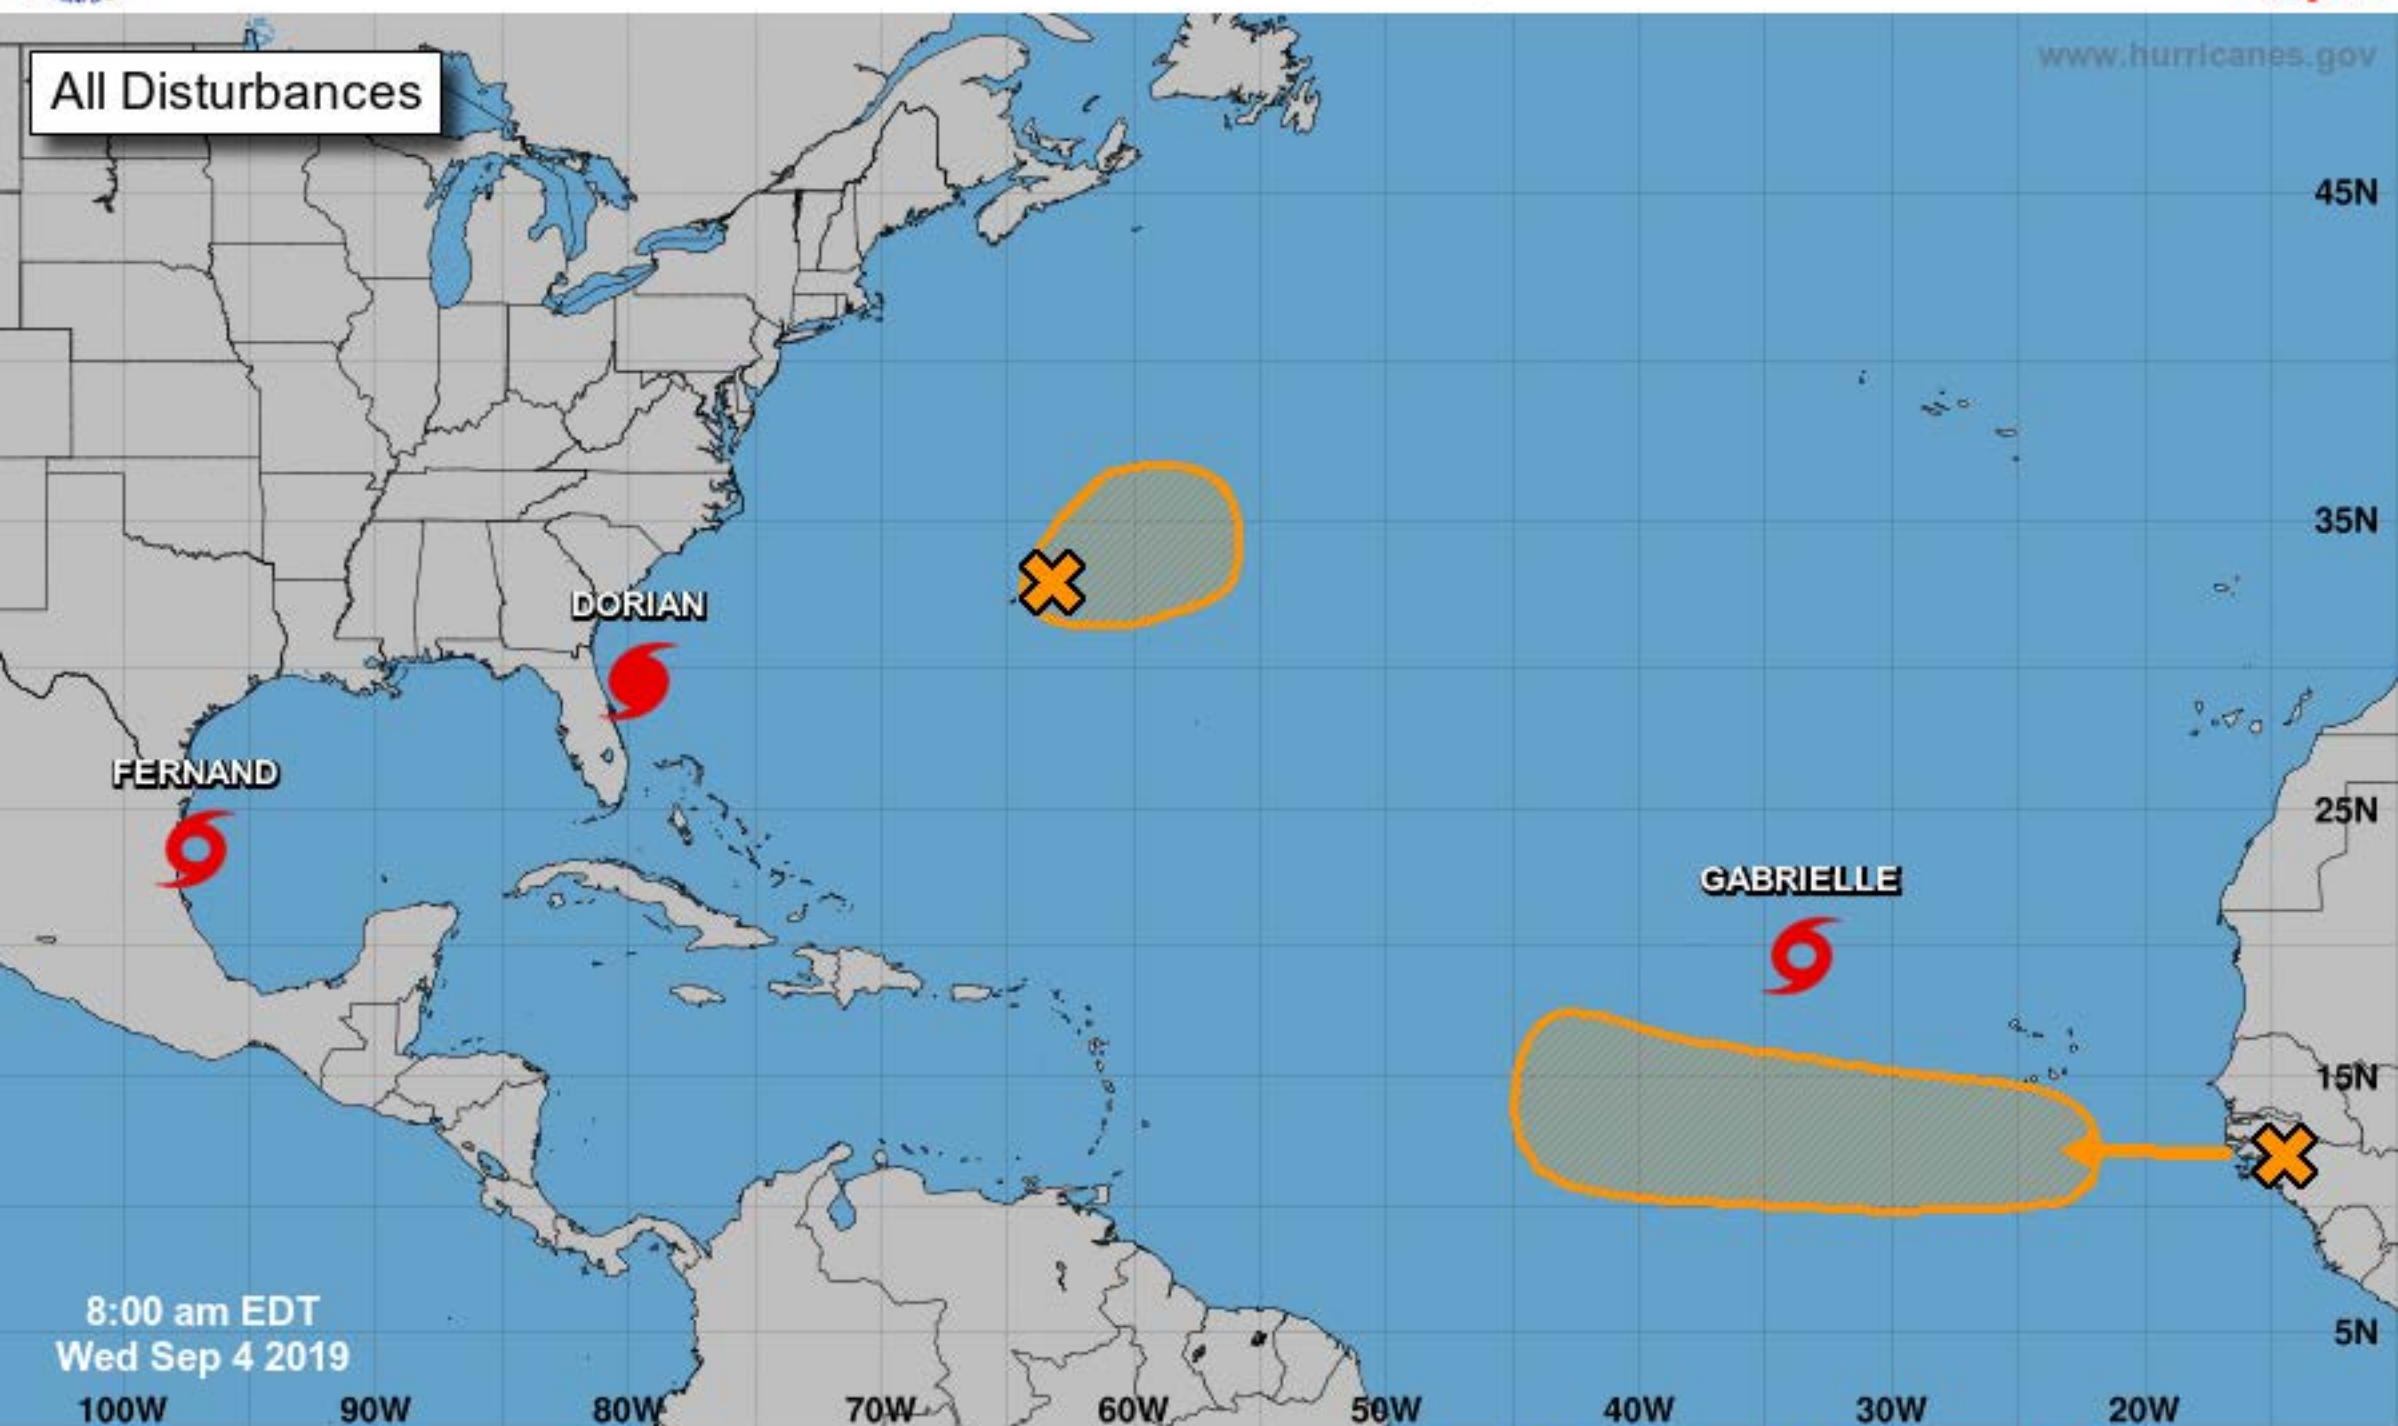 All Disturbances
www.hurricanes.gov
45N
35N
DORIAN
FERNAND
25N
GABRIELLE
15N
8:00 am EDT
Wed Sep 4 2019
5N
100W 90W 80W 70W 60W 50W 40W 30W 20W